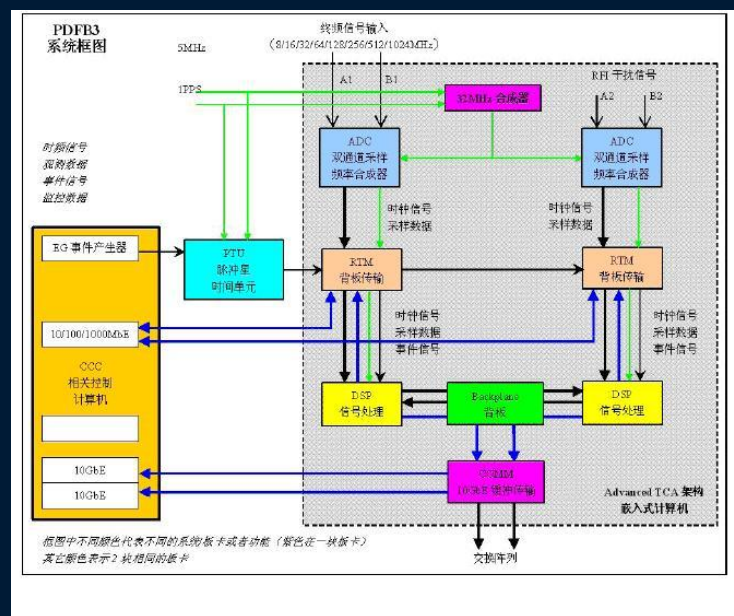 PDFB3
系统框图
终频信号输入
(8/16/32/64/128/256/512/1024MHz)
5MHz
1PPS
A1
B1
RFI 干扰信号
A2
B2
32MHz 合成器
ADC
双通道采样
频率合成器
ADC
双通道采样
频率合成器
时频信号
观测数据
事件信号
监控数据
时钟信号
采样数据
时钟信号
采样数据
EG 事件产生器
PTU
脉冲星
时间单元
RTM
背板传输
RTM
背板传输
10/100/1000MbE
时钟信号
采样数据
事件信号
时钟信号
采样数据
事件信号
CCC
相关控制
计算机
DSP
信号处理
Backplane
背板
DSP
信号处理
10GbE
10GbE
10GbE 缓冲传输
Advanced TCA 架构
嵌入式计算机
交换阵列
框图中不同颜色代表不同的系统/板卡或者功能（紫色在一块板卡）
其它颜色表示 2 块相同的板卡